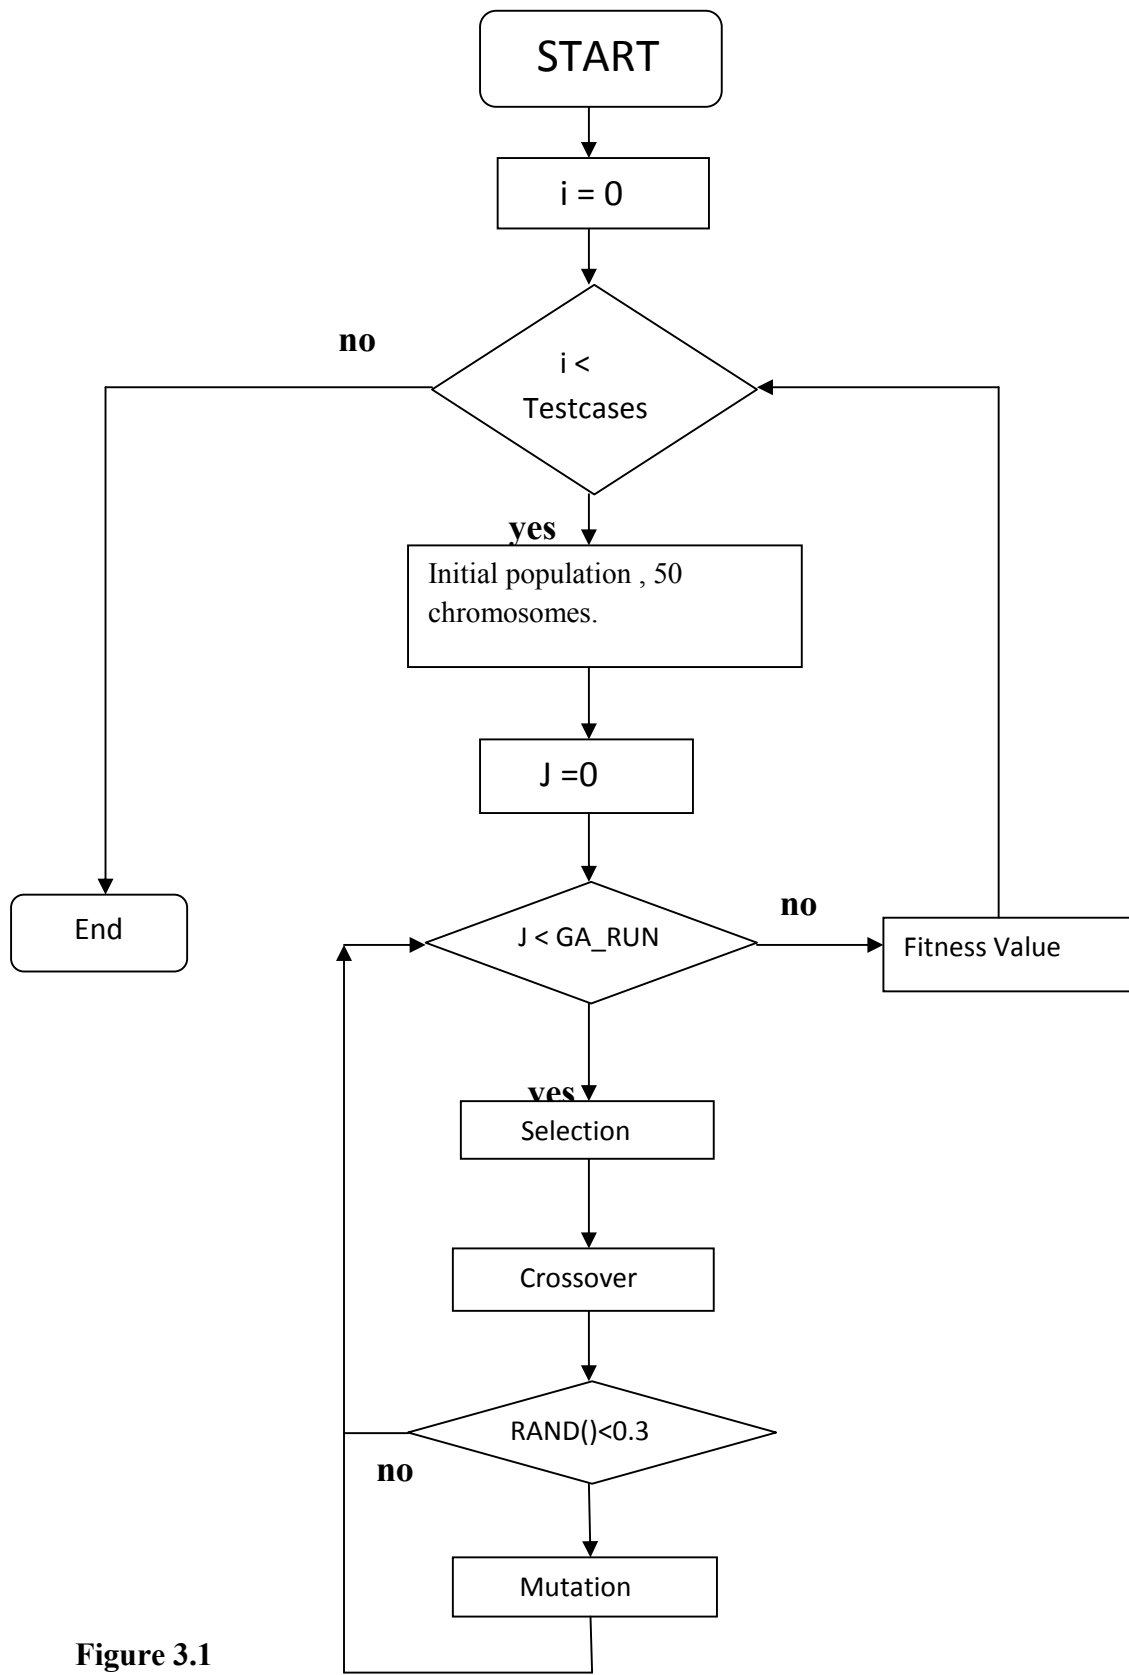 START
i = 0
no
i <
Testcases
yes
Initial population , 50
chromosomes.
J =0
End
J < GA_RUN
no
Fitness Value
yes
Selection
Crossover
RAND()<0.3
no
Mutation
Figure 3.1